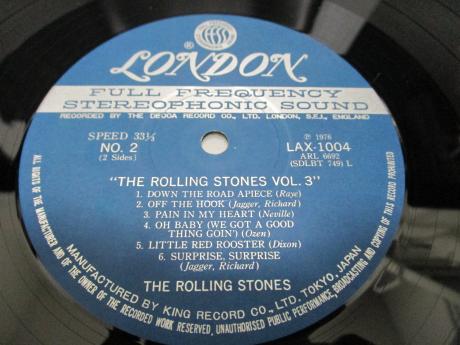 ® LONDON
FULL FREQUENCY
STEREOPHONIC SOUND
RECORDED BY THE DECCA RECORD CO., LTD. LONDON, S.E.1, ENGLAND
SPEED 33⅓
NO. 2
(2 Sides)
℗ 1976
LAX-1004
ARL 6692
(SDLBT 749) L
"THE ROLLING STONES VOL. 3"
1. DOWN THE ROAD APIECE (Raye)
2. OFF THE HOOK (Jagger, Richard)
3. PAIN IN MY HEART (Neville)
4. OH BABY (WE GOT A GOOD
THING GOIN') (Ozen)
5. LITTLE RED ROOSTER (Dixon)
6. SURPRISE, SURPRISE
(Jagger, Richard)
THE ROLLING STONES
MANUFACTURED BY KING RECORD CO., LTD. TOKYO, JAPAN
ALL RIGHTS OF THE MANUFACTURER AND OF THE OWNER OF THE RECORDED WORK RESERVED, UNAUTHORISED PUBLIC PERFORMANCE, BROADCASTING AND COPYING OF THIS RECORD PROHIBITED